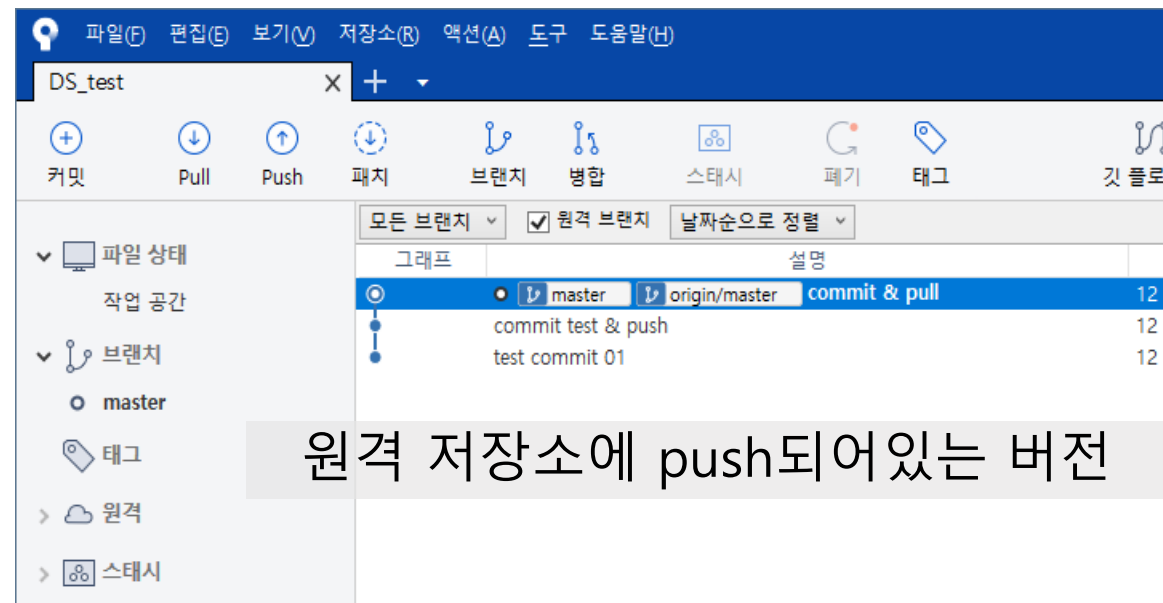 파일(F) 편집(E) 보기(V) 저장소(R) 액션(A) 도구 도움말(H)
DS_test
커밋 Pull Push 패치 브랜치 병합 스태시 폐기 태그 깃 플로
모든 브랜치 원격 브랜치 날짜순으로 정렬
파일 상태
그래프 설명
작업 공간
master origin/master commit & pull 12
commit test & push 12
브랜치
test commit 01 12
master
태그
원격 저장소에 push되어있는 버전
원격
스태시